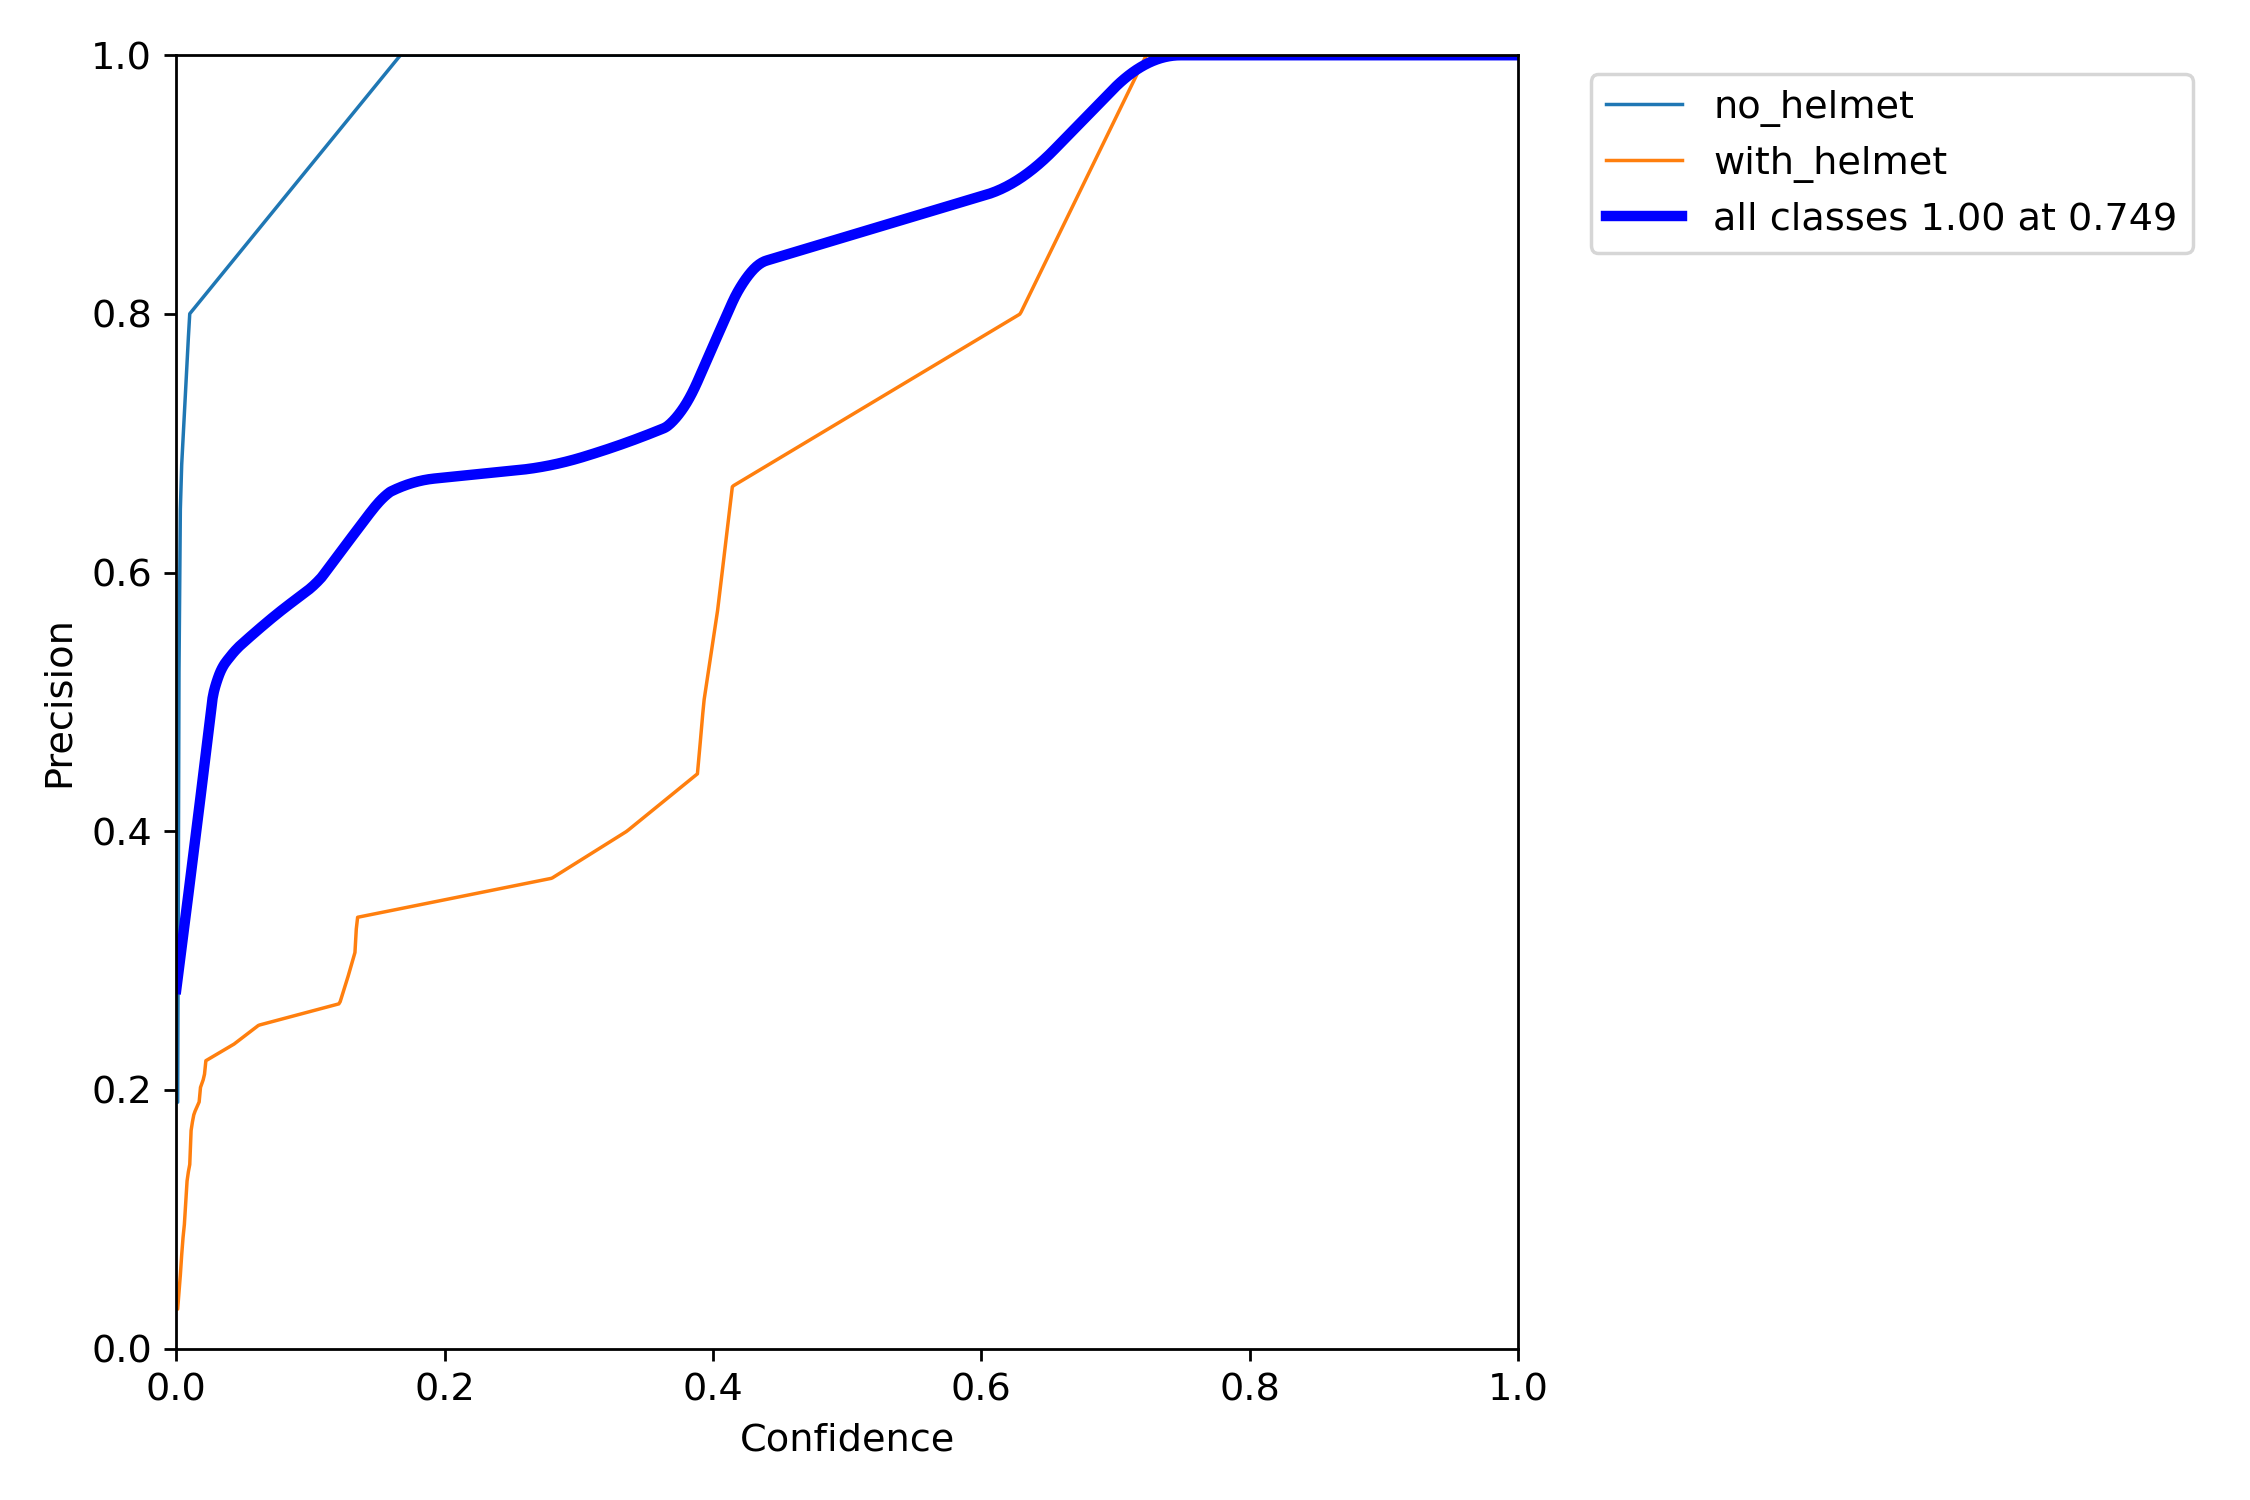 no_helmet
with_helmet
all classes 1.00 at 0.749
1.0
0.8
0.6
0.4
0.2
0.0
Precision
0.0 0.2 0.4 0.6 0.8 1.0
Confidence